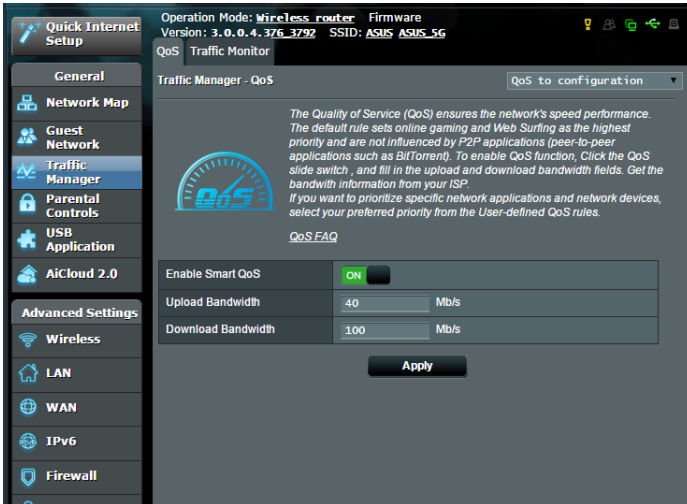 Quick Internet
Setup
Operation Mode: Wireless router Firmware
Version: 3.0.0.4.376_3792 SSID: ASUS ASUS_5G
QoS Traffic Monitor
General
Network Map
Guest
Network
Traffic
Manager
Parental
Controls
USB
Application
AiCloud 2.0
Advanced Settings
Wireless
LAN
WAN
IPv6
Firewall
Traffic Manager - QoS
QoS to configuration
QoS
The Quality of Service (QoS) ensures the network's speed performance.
The default rule sets online gaming and Web Surfing as the highest
priority and are not influenced by P2P applications (peer-to-peer
applications such as BitTorrent). To enable QoS function, Click the QoS
slide switch , and fill in the upload and download bandwidth fields. Get the
bandwith information from your ISP.
If you want to prioritize specific network applications and network devices,
select your preferred priority from the User-defined QoS rules.
QoS FAQ
Enable Smart QoS ON
Upload Bandwidth 40 Mb/s
Download Bandwidth 100 Mb/s
Apply